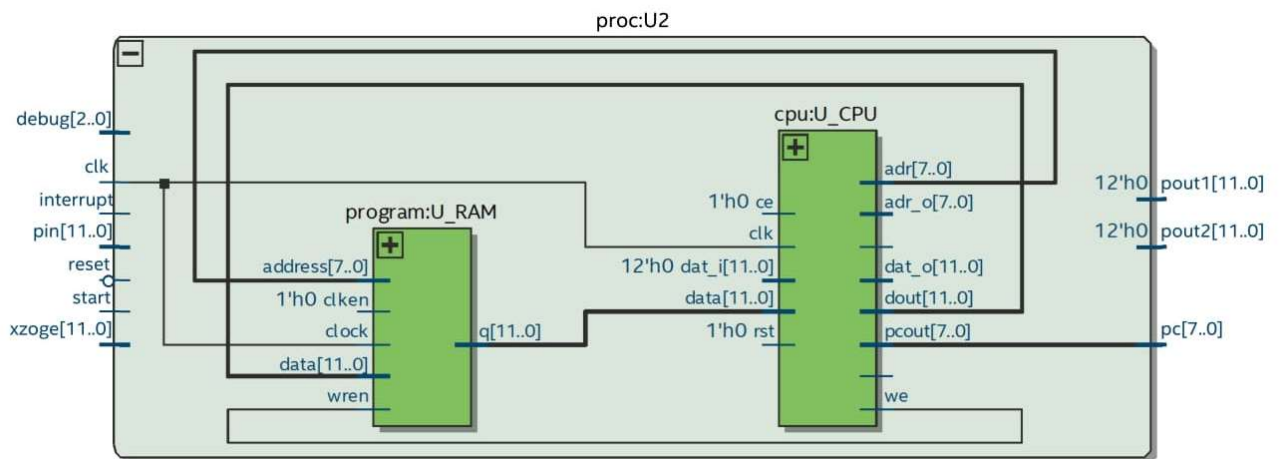 proc:U2
debug[2..0]
clk
interrupt
pin[11..0]
reset
start
xzoge[11..0]
program:U_RAM
address[7..0]
1'h0 clken
clock
data[11..0]
wren
q[11..0]
cpu:U_CPU
1'h0 ce
clk
12'h0 dat_i[11..0]
data[11..0]
1'h0 rst
adr[7..0]
adr_o[7..0]
dat_o[11..0]
dout[11..0]
pcout[7..0]
we
12'h0 pout1[11..0]
12'h0 pout2[11..0]
pc[7..0]